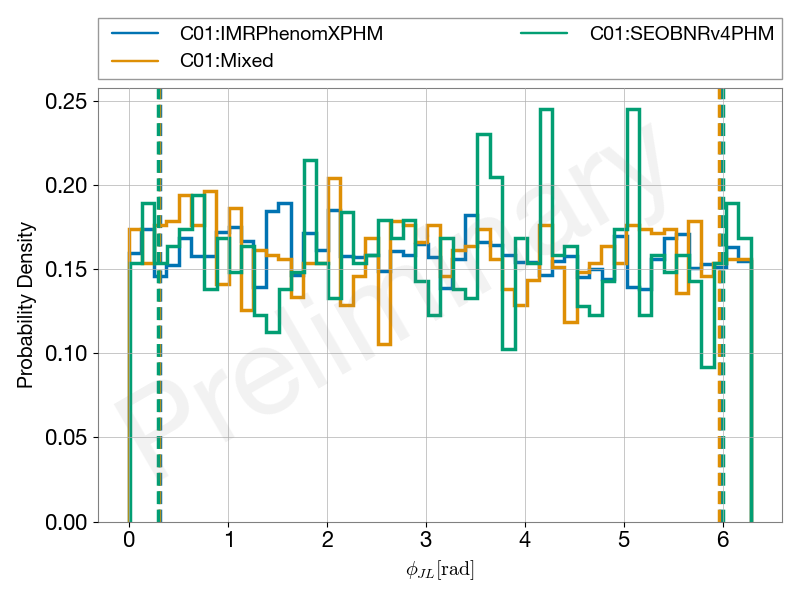 C01:IMRPhenomXPHM
C01:Mixed
C01:SEOBNRv4PHM
Preliminary
Probability Density
0.25
0.20
0.15
0.10
0.05
0.00
0 1 2 3 4 5 6
ϕ_JL[rad]